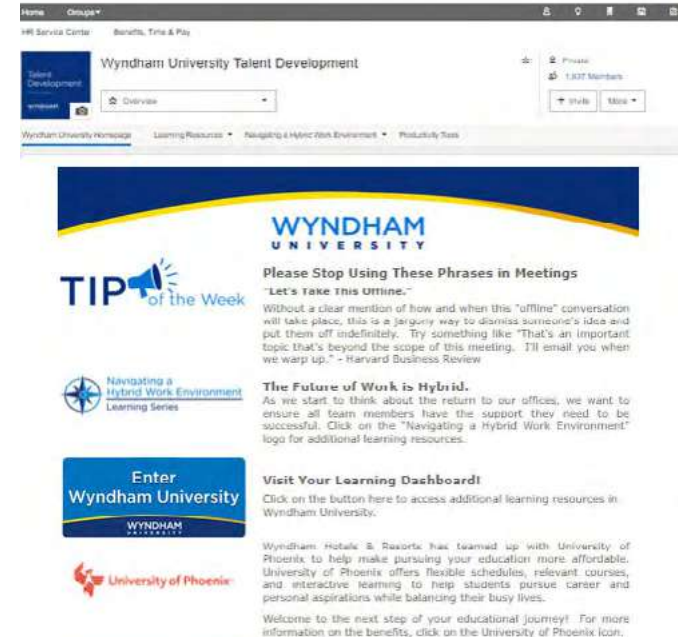 Home Groups
HR Service Center Benefits, Time & Pay
Talent
Development
WYNDHAM
Wyndham University Talent Development
Overview
Private
1,837 Members
Invite More
Wyndham University Homepage Learning Resources Navigating a Hybrid Work Environment Productivity Tools
WYNDHAM
UNIVERSITY
TIP of the Week
Please Stop Using These Phrases in Meetings
"Let's Take This Offline."
Without a clear mention of how and when this "offline" conversation
will take place, this is a jargony way to dismiss someone's idea and
put them off indefinitely. Try something like "That's an important
topic that's beyond the scope of this meeting. I'll email you when
we warp up." - Harvard Business Review
Navigating a
Hybrid Work Environment
Learning Series
The Future of Work is Hybrid.
As we start to think about the return to our offices, we want to
ensure all team members have the support they need to be
successful. Click on the "Navigating a Hybrid Work Environment"
logo for additional learning resources.
Enter
Wyndham University
WYNDHAM
UNIVERSITY
Visit Your Learning Dashboard!
Click on the button here to access additional learning resources in
Wyndham University.
University of Phoenix
Wyndham Hotels & Resorts has teamed up with University of
Phoenix to help make pursuing your education more affordable.
University of Phoenix offers flexible schedules, relevant courses,
and interactive learning to help students pursue career and
personal aspirations while balancing their busy lives.
Welcome to the next step of your educational journey! For more
information on the benefits, click on the University of Phoenix icon.